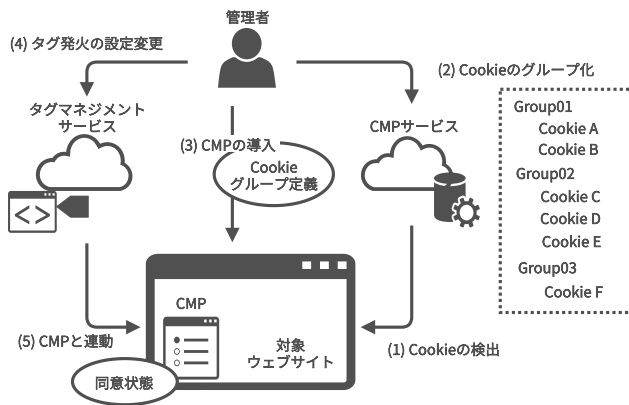 管理者
(4) タグ発火の設定変更
(2) Cookieのグループ化
タグマネジメント
サービス
CMPサービス
(3) CMPの導入
Cookie
グループ定義
Group01
Cookie A
Cookie B
Group02
Cookie C
Cookie D
Cookie E
Group03
Cookie F
CMP
対象
ウェブサイト
(5) CMPと連動
(1) Cookieの検出
同意状態